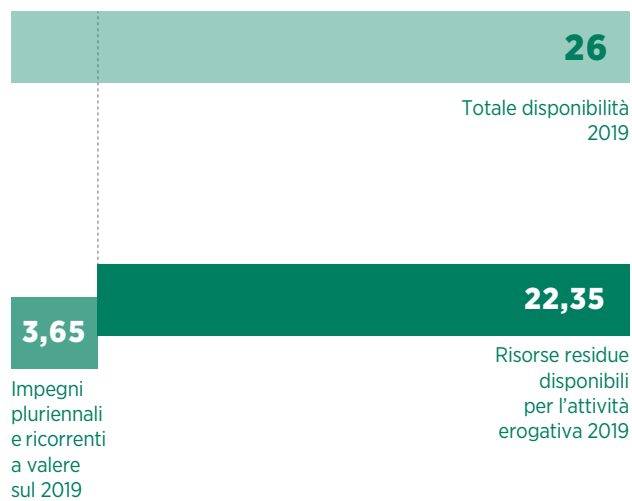 26
Totale disponibilità
2019
22,35
Risorse residue
disponibili
per l'attività
erogativa 2019
3,65
Impegni
pluriennali
e ricorrenti
a valere
sul 2019